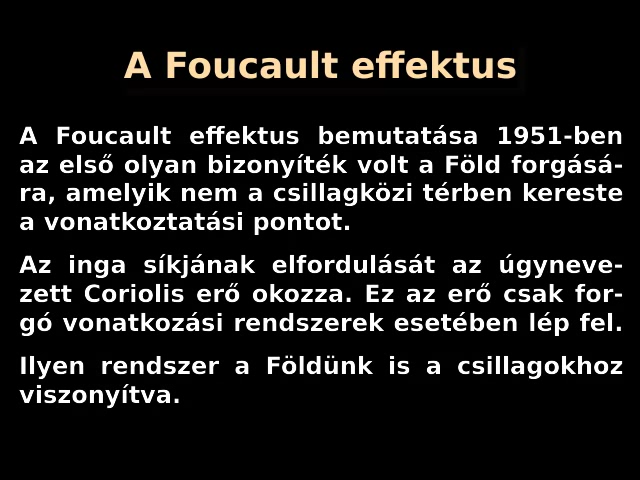 A Foucault effektus
A Foucault effektus bemutatása 1951-ben
az első olyan bizonyíték volt a Föld forgásá-
ra, amelyik nem a csillagközi térben kereste
a vonatkoztatási pontot.
Az inga síkjának elfordulását az úgyneve-
zett Coriolis erő okozza. Ez az erő csak for-
gó vonatkozási rendszerek esetében lép fel.
Ilyen rendszer a Földünk is a csillagokhoz
viszonyítva.